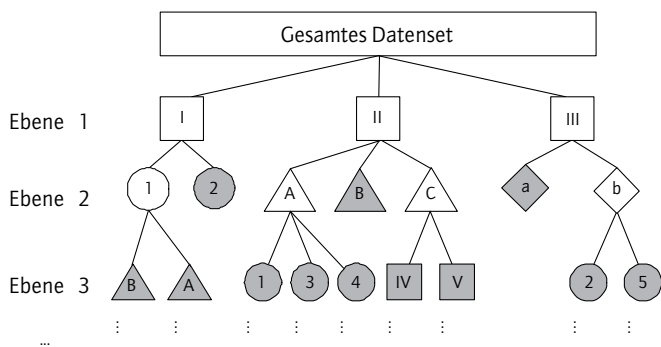 Gesamtes Datenset
Ebene 1 I II III
Ebene 2 1 2 A B C a b
Ebene 3 B A 1 3 4 IV V 2 5
...